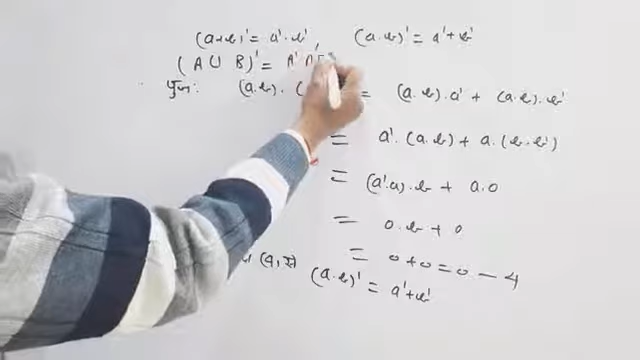 (a+b)' = a'.b' (a.b)' = a'+b'
(A ∪ B)' = A' ∩
पुनः (a.b). ( = (a.b).a' + (a.b).b'
= a'.(a.b) + a.(b.b')
= (a'.a).b + a.0
= 0.b + 0
= 0+0=0 — 4
(a.b)' = a'+b'